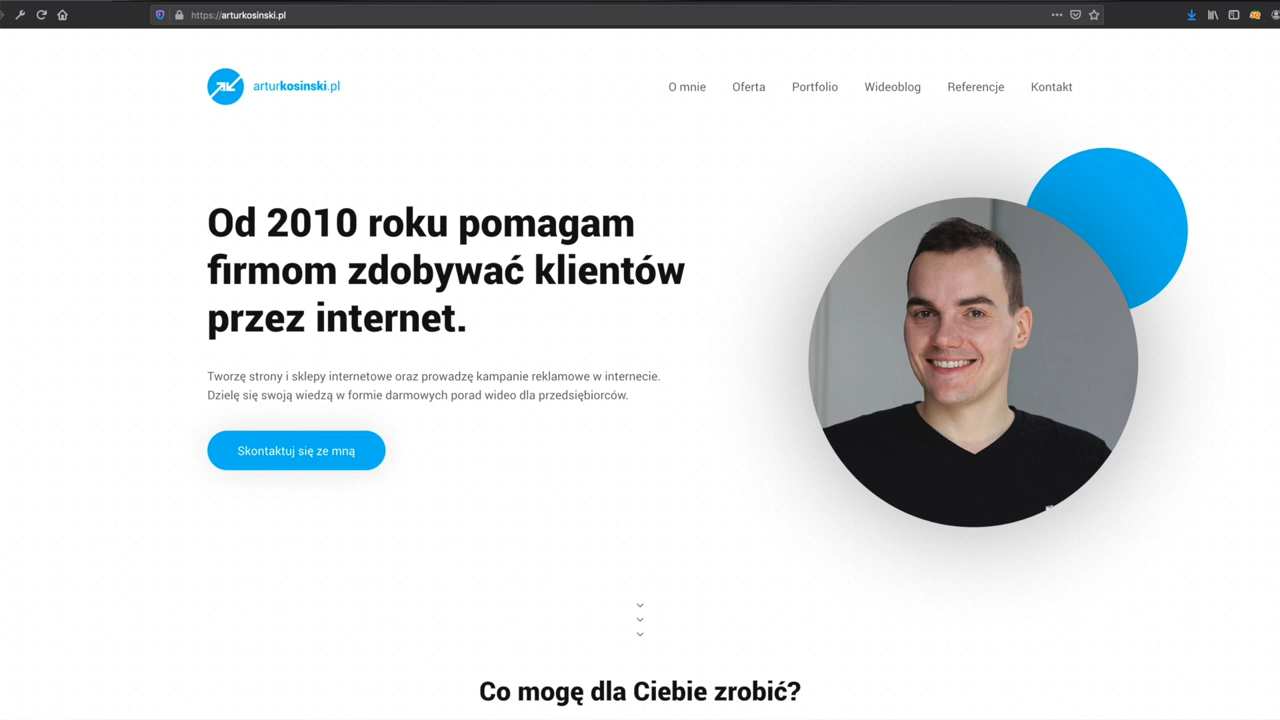 https://arturkosinski.pl
arturkosinski.pl
O mnie Oferta Portfolio Wideoblog Referencje Kontakt
Od 2010 roku pomagam
firmom zdobywać klientów
przez internet.
Tworzę strony i sklepy internetowe oraz prowadzę kampanie reklamowe w internecie.
Dzielę się swoją wiedzą w formie darmowych porad wideo dla przedsiębiorców.
Skontaktuj się ze mną
Co mogę dla Ciebie zrobić?